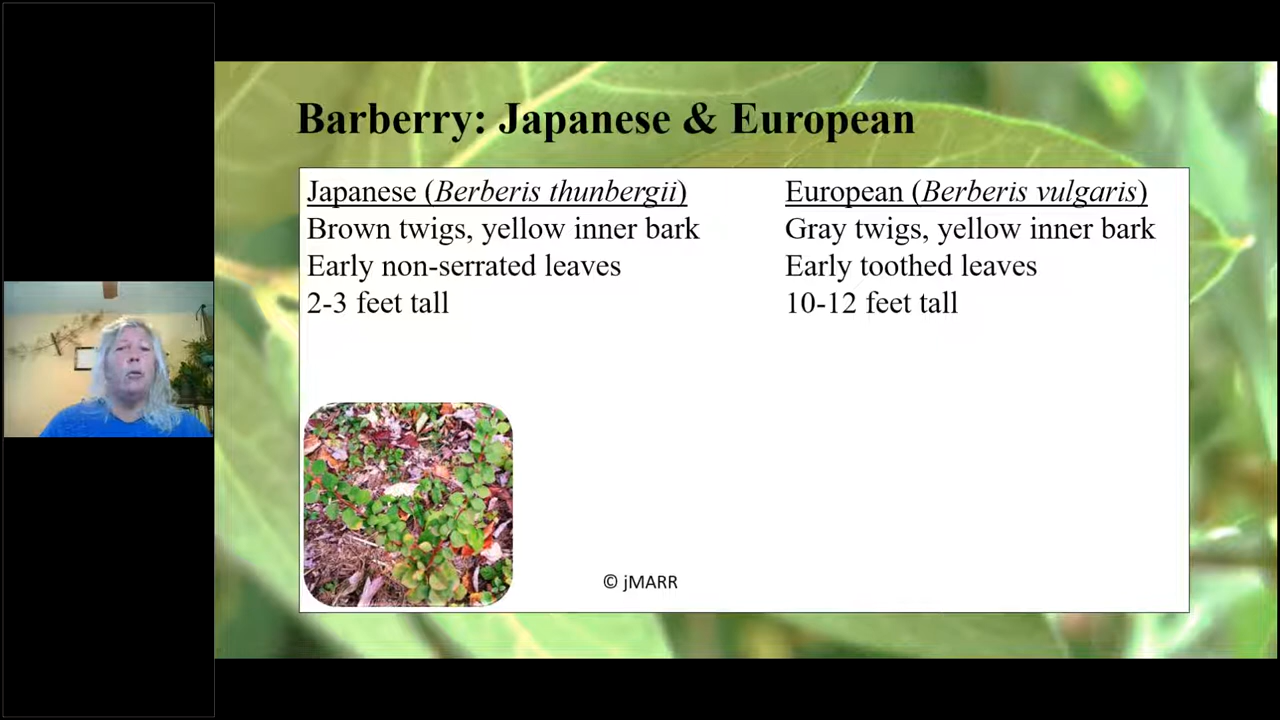 Barberry: Japanese & European
Japanese (Berberis thunbergii)
Brown twigs, yellow inner bark
Early non-serrated leaves
2-3 feet tall
European (Berberis vulgaris)
Gray twigs, yellow inner bark
Early toothed leaves
10-12 feet tall
© jMARR